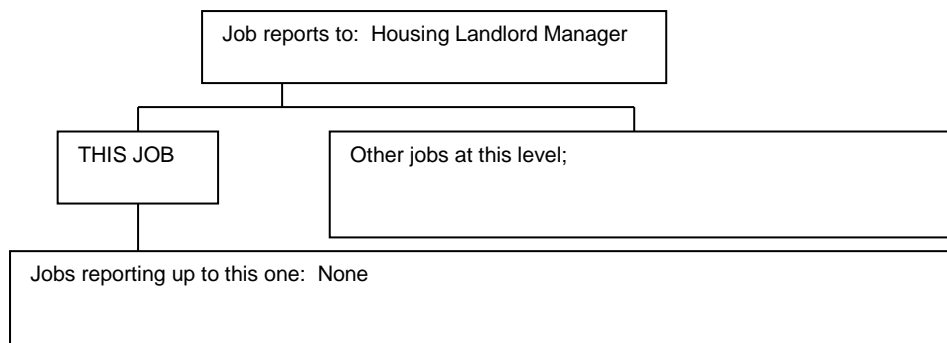 Job reports to:  Housing Landlord Manager
THIS JOB
Other jobs at this level;
Jobs reporting up to this one:  None